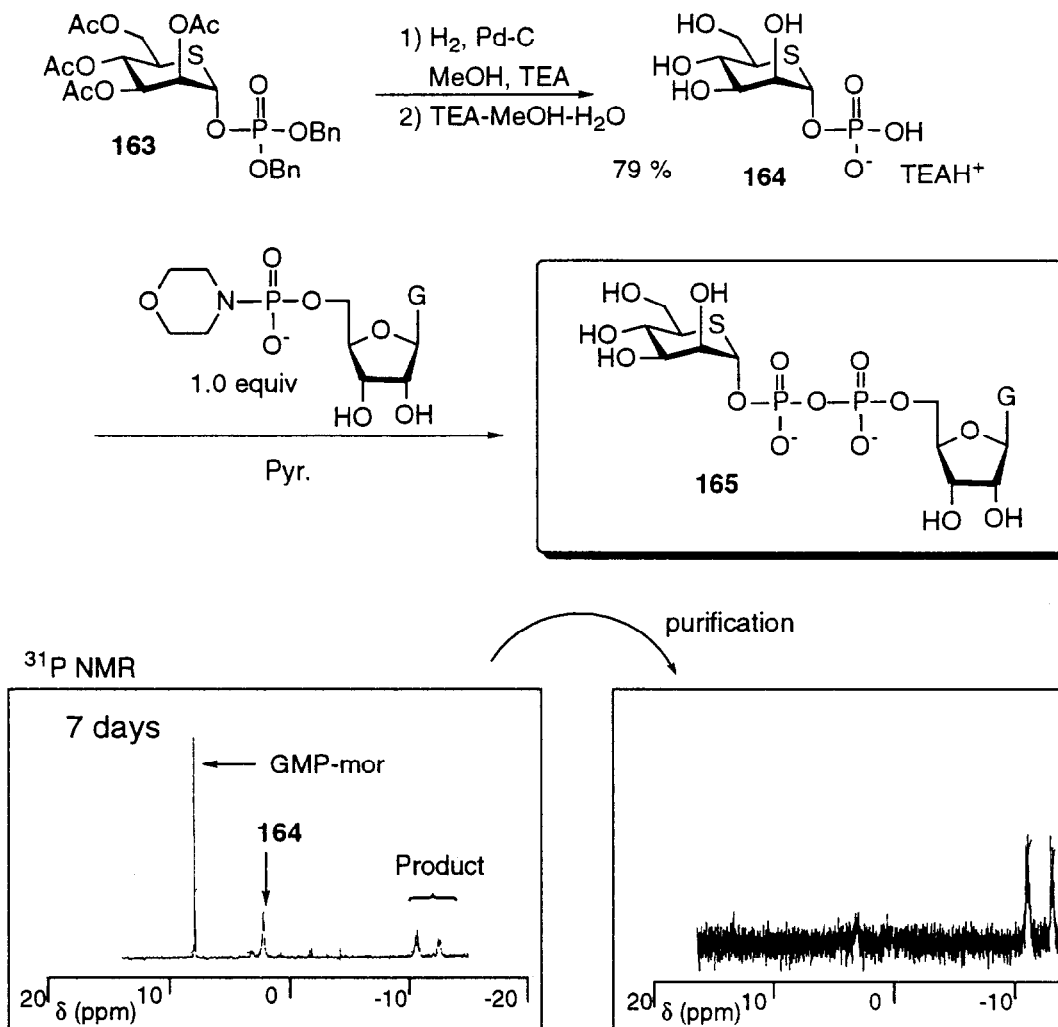 AcO OAc
AcO
AcO
S
O
O-P-OBn
OBn
163
1) H2, Pd-C
MeOH, TEA
2) TEA-MeOH-H2O
79 %
HO OH
HO
HO
S
O
O-P-OH
O-
164
TEAH+
O N-P-O
O
O-
O
G
HO OH
1.0 equiv
Pyr.
HO OH
HO
HO
S
O O
O-P-O-P-O
O- O-
O
G
HO OH
165
purification
31P NMR
7 days
GMP-mor
164
Product
20 10 0 -10 -20
δ (ppm)
20 10 0 -10
δ (ppm)